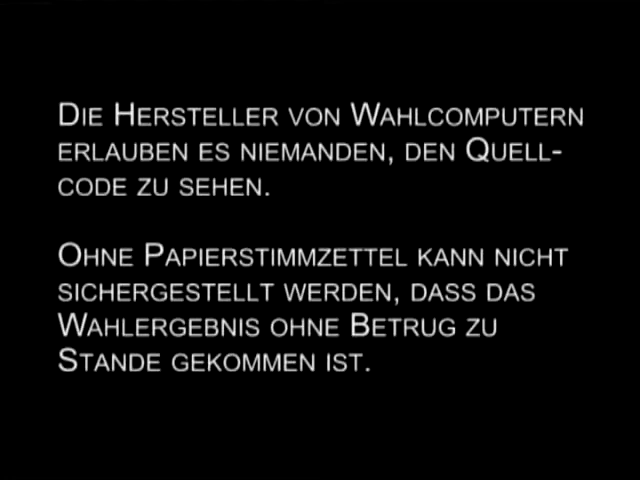 Die Hersteller von Wahlcomputern
erlauben es niemanden, den Quell-
code zu sehen.
Ohne Papierstimmzettel kann nicht
sichergestellt werden, dass das
Wahlergebnis ohne Betrug zu
Stande gekommen ist.